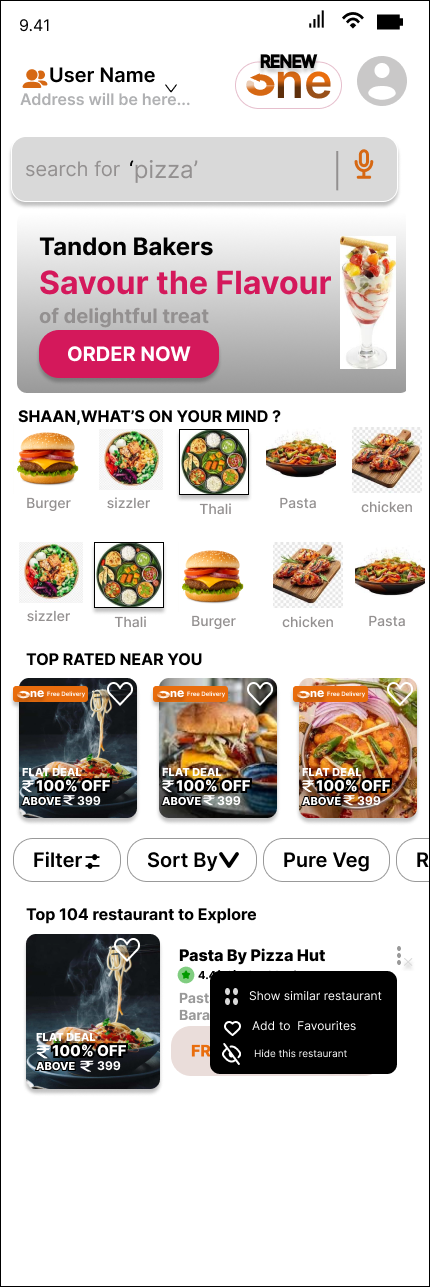 9.41
User Name
Address will be here...
RENEW
one
search for 'pizza'
Tandon Bakers
Savour the Flavour
of delightful treat
ORDER NOW
SHAAN,WHAT'S ON YOUR MIND ?
Burger
sizzler
Thali
Pasta
chicken
sizzler
Thali
Burger
chicken
Pasta
TOP RATED NEAR YOU
one Free Delivery
FLAT DEAL
₹ 100% OFF
ABOVE ₹ 399
one Free Delivery
FLAT DEAL
₹ 100% OFF
ABOVE ₹ 399
one Free Delivery
FLAT DEAL
₹ 100% OFF
ABOVE ₹ 399
Filter
Sort By
Pure Veg
R
Top 104 restaurant to Explore
FLAT DEAL
₹ 100% OFF
ABOVE ₹ 399
Pasta By Pizza Hut
Past
Bara
FR
Show similar restaurant
Add to Favourites
Hide this restaurant